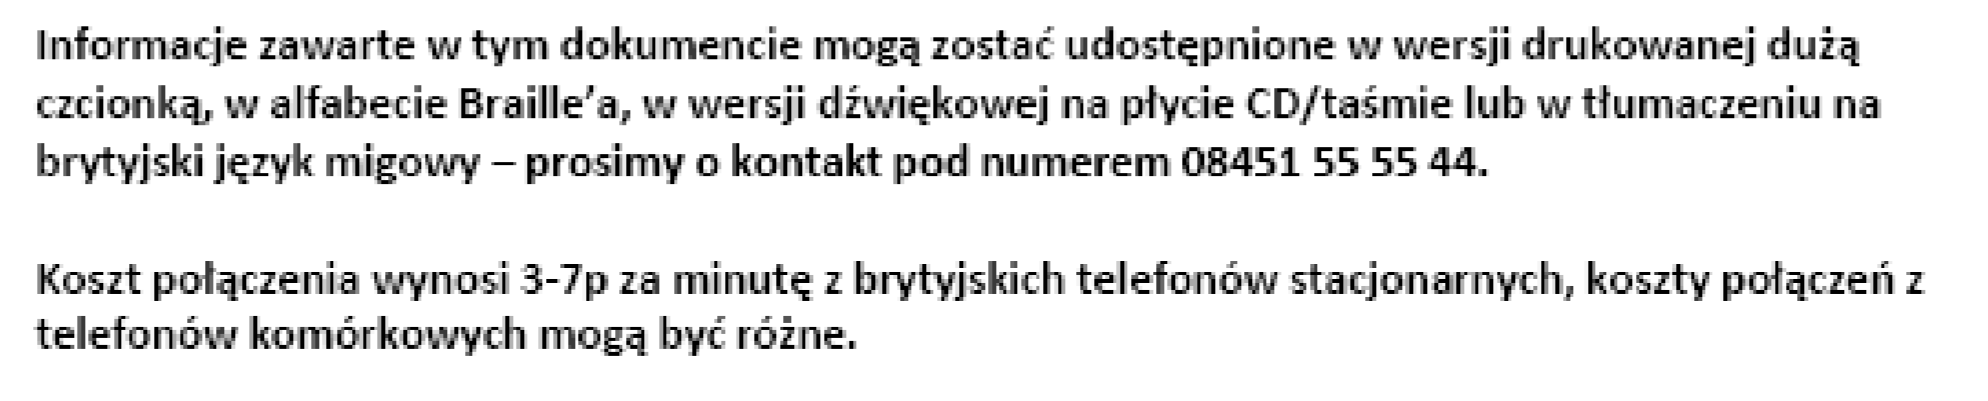 Informacje zawarte w tym dokumencie mogą zostać udostępnione w wersji drukowanej dużą
czcionką, w alfabecie Braille’a, w wersji dźwiękowej na płycie CD/taśmie lub w tłumaczeniu na
brytyjski język migowy – prosimy o kontakt pod numerem 08451 55 55 44.
Koszt połączenia wynosi 3-7p za minutę z brytyjskich telefonów stacjonarnych, koszty połączeń z
telefonów komórkowych mogą być różne.